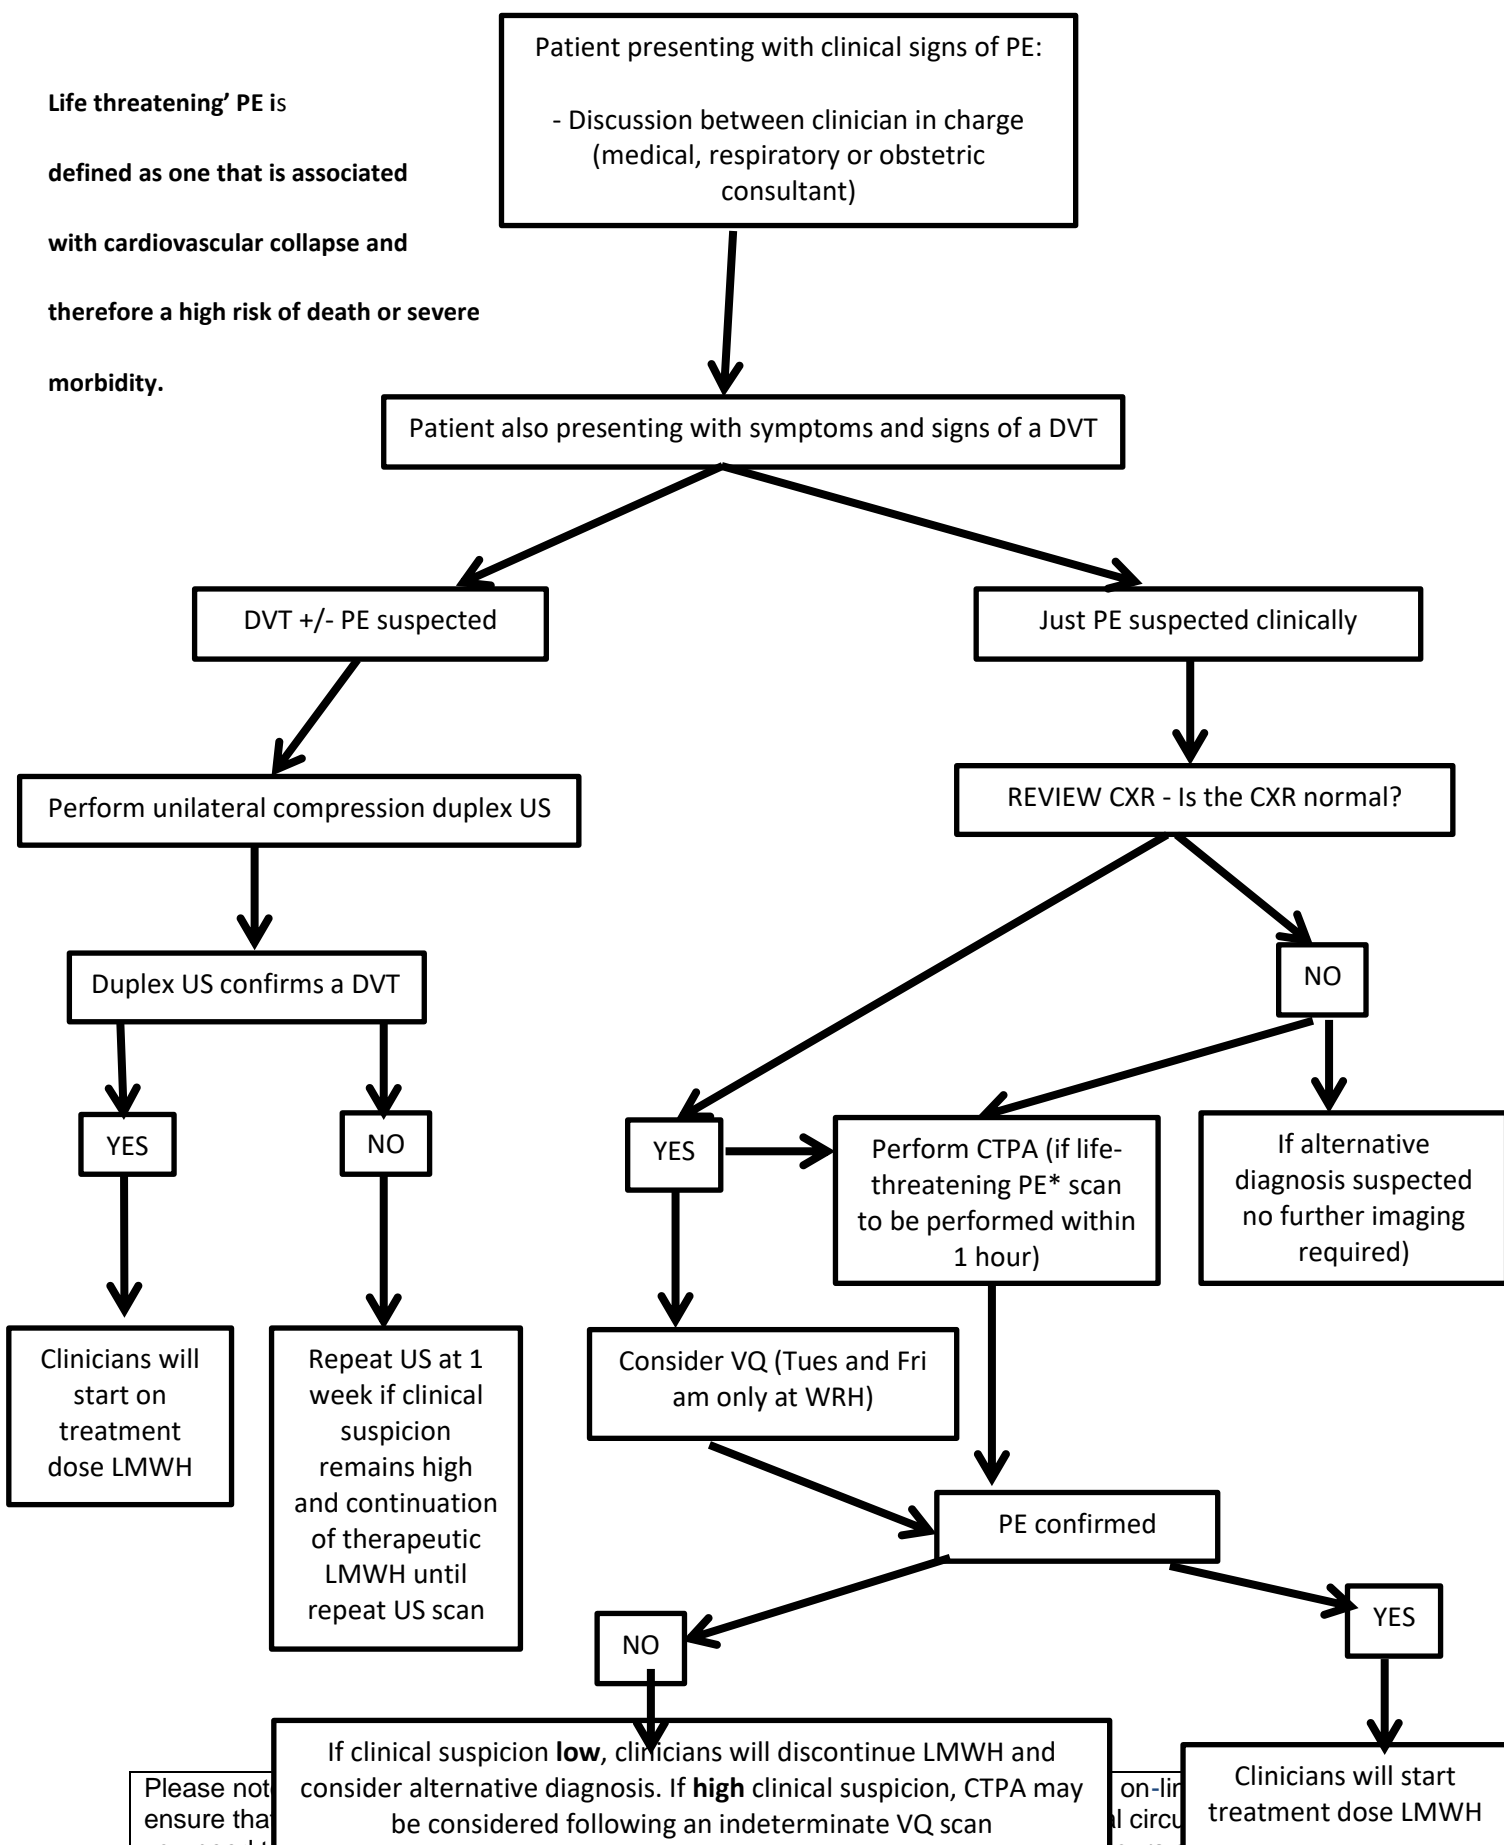 Patient presenting with clinical signs of PE:
- Discussion between clinician in charge
(medical, respiratory or obstetric
consultant)
Life threatening’ PE is
defined as one that is associated
with cardiovascular collapse and
therefore a high risk of death or severe
morbidity.
Patient also presenting with symptoms and signs of a DVT
DVT +/- PE suspected
Just PE suspected clinically
Perform unilateral compression duplex US
REVIEW CXR - Is the CXR normal?
Duplex US confirms a DVT
NO
YES
NO
YES
Perform CTPA (if life-
threatening PE* scan
to be performed within
1 hour)
If alternative
diagnosis suspected
no further imaging
required)
Clinicians will
start on
treatment
dose LMWH
Repeat US at 1
week if clinical
suspicion
remains high
and continuation
of therapeutic
LMWH until
repeat US scan
Consider VQ (Tues and Fri
am only at WRH)
PE confirmed
NO
YES
If clinical suspicion low, clinicians will discontinue LMWH and
consider alternative diagnosis. If high clinical suspicion, CTPA may
be considered following an indeterminate VQ scan
Clinicians will start
treatment dose LMWH
Please
ensure